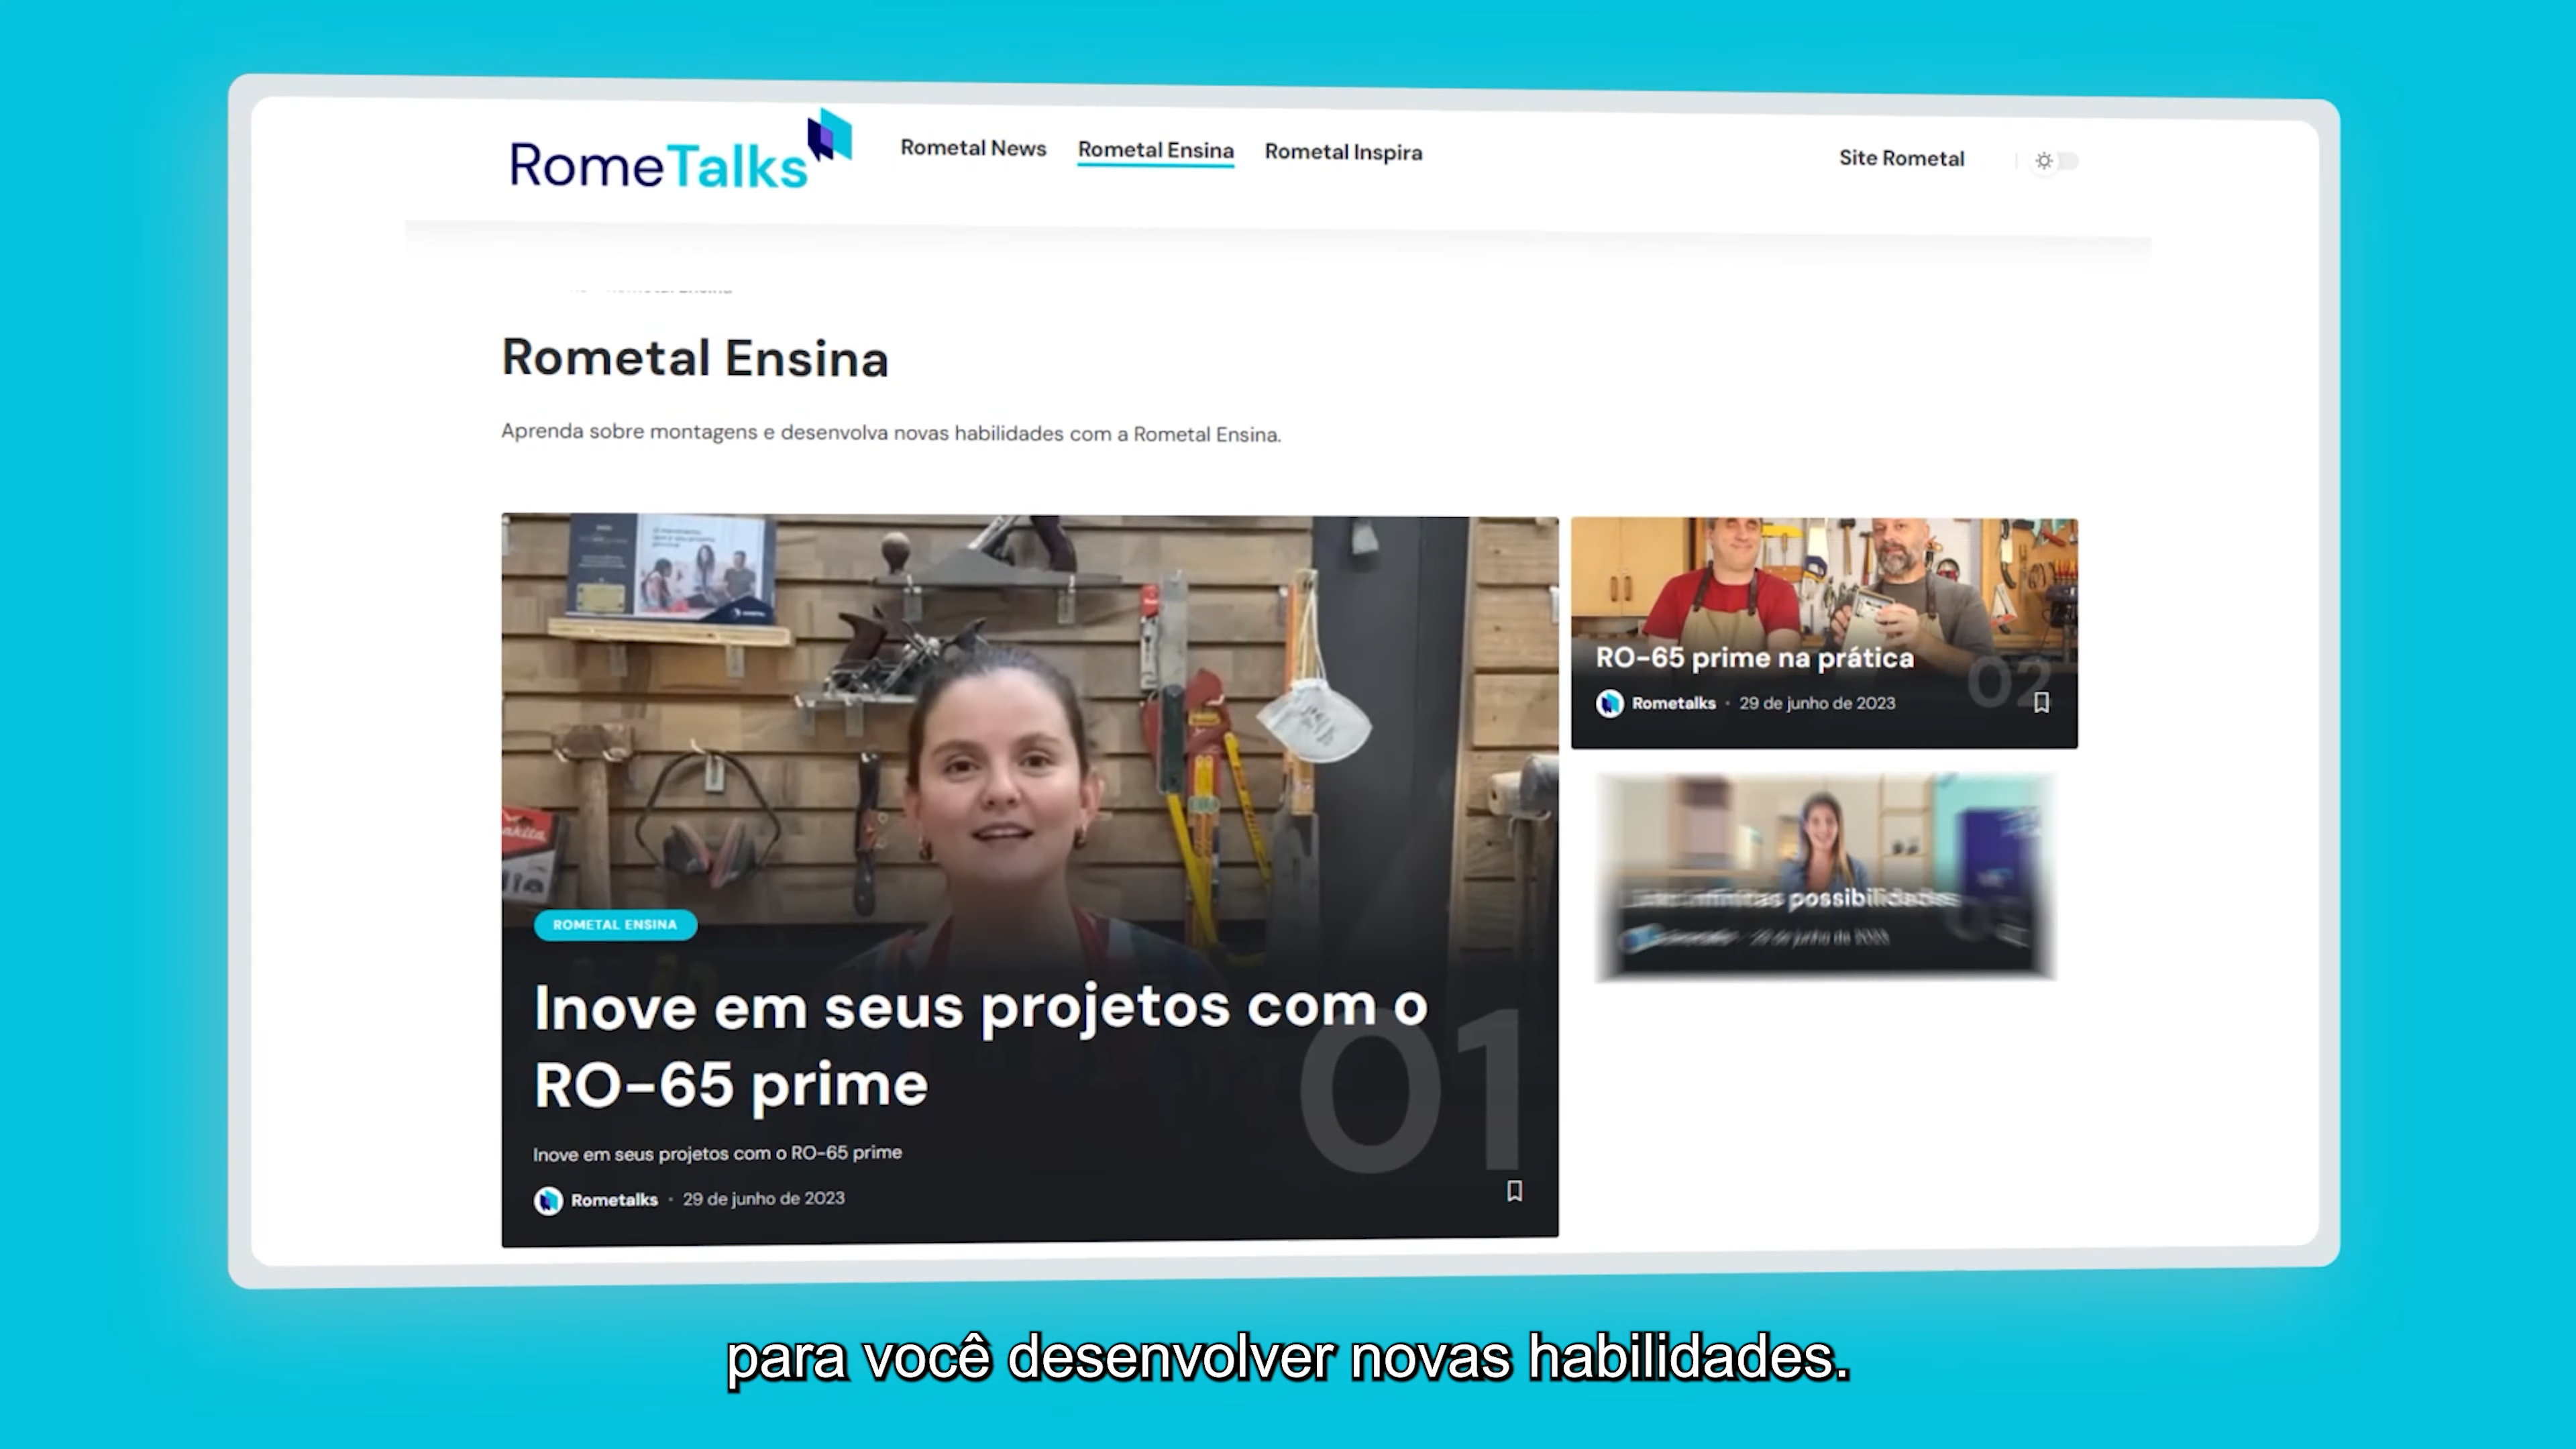 RomeTalks
Rometal News
Rometal Ensina
Rometal Inspira
Site Rometal
Rometal Ensina
Aprenda sobre montagens e desenvolva novas habilidades com a Rometal Ensina.
ROMETAL ENSINA
Inove em seus projetos com o
RO-65 prime
01
Inove em seus projetos com o RO-65 prime
Rometalks • 29 de junho de 2023
RO-65 prime na prática
02
Rometalks • 29 de junho de 2023
infinitas possibilidades
para você desenvolver novas habilidades.